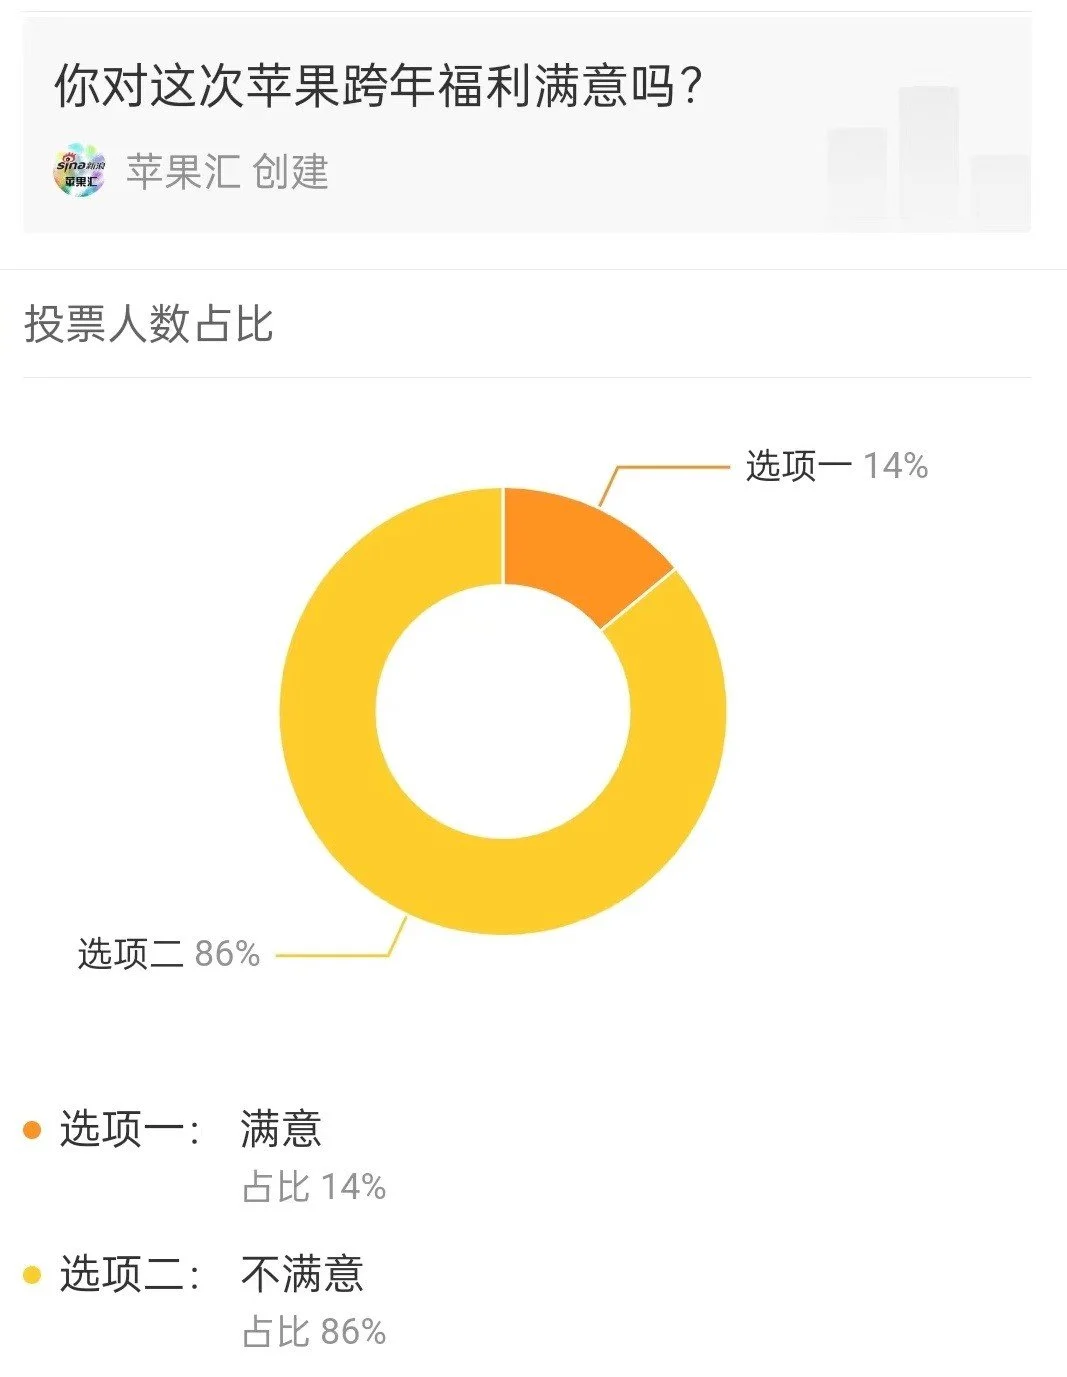 你对这次苹果跨年福利满意吗？
sina新浪
苹果汇
苹果汇 创建
投票人数占比
选项一 14%
选项二 86%
选项一： 满意
占比 14%
选项二： 不满意
占比 86%